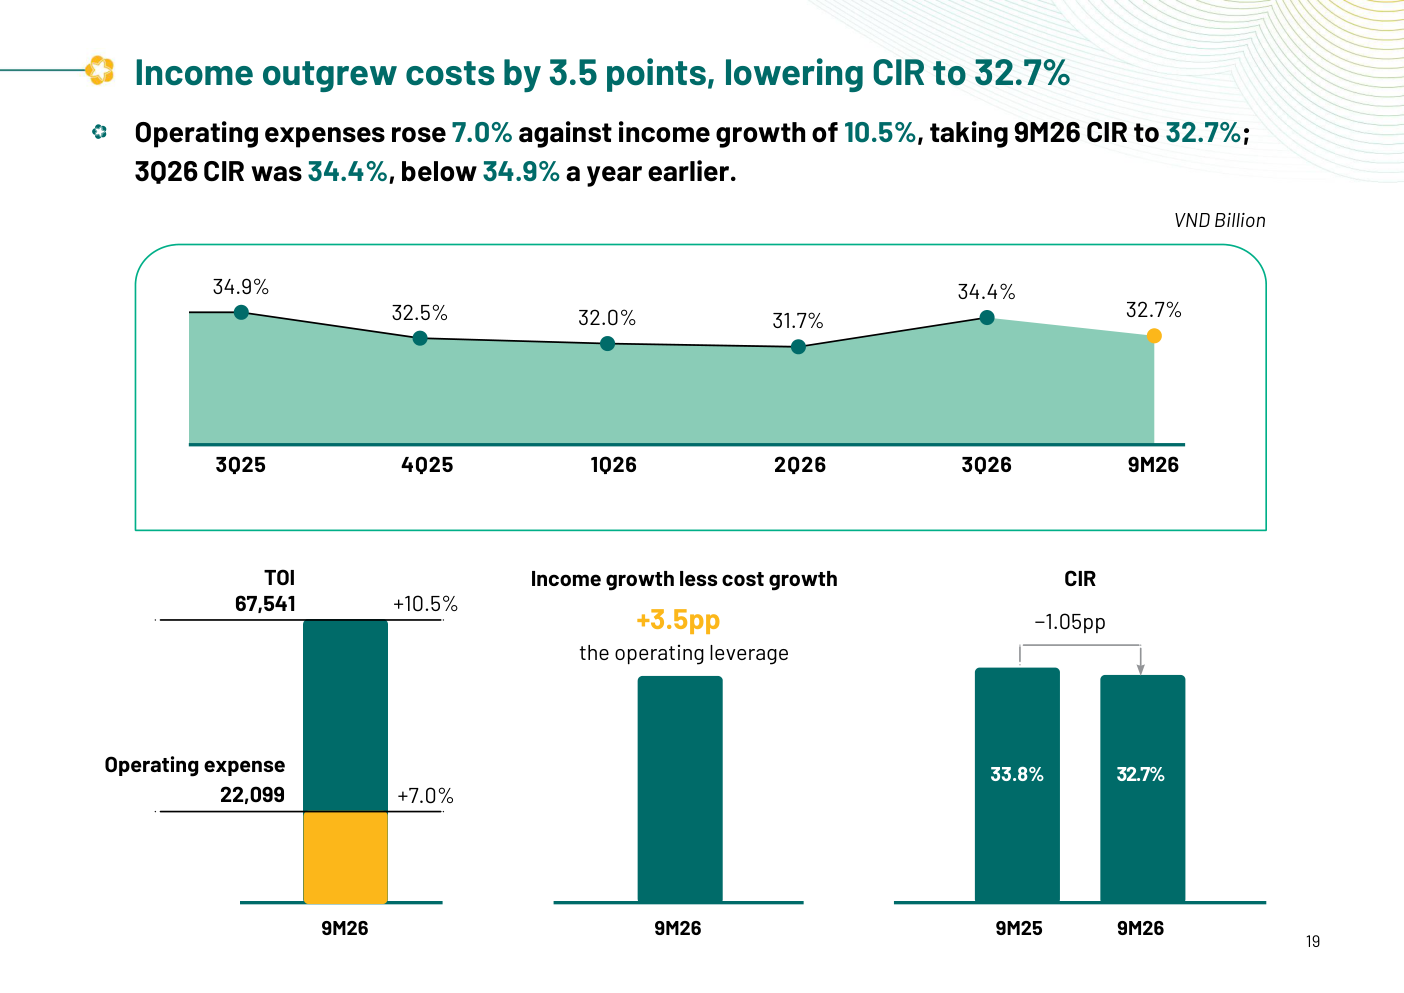 Income outgrew costs by 3.5 points, lowering CIR to 32.7%
Operating expenses rose 7.0% against income growth of 10.5%, taking 9M26 CIR to 32.7%;
3Q26 CIR was 34.4%, below 34.9% a year earlier.
VND Billion
34.9%
32.5%
32.0%
31.7%
34.4%
32.7%
3Q25
4Q25
1Q26
2Q26
3Q26
9M26
TOI
67,541
+10.5%
Operating expense
22,099
+7.0%
9M26
Income growth less cost growth
+3.5pp
the operating leverage
9M26
CIR
−1.05pp
33.8%
32.7%
9M25
9M26
19